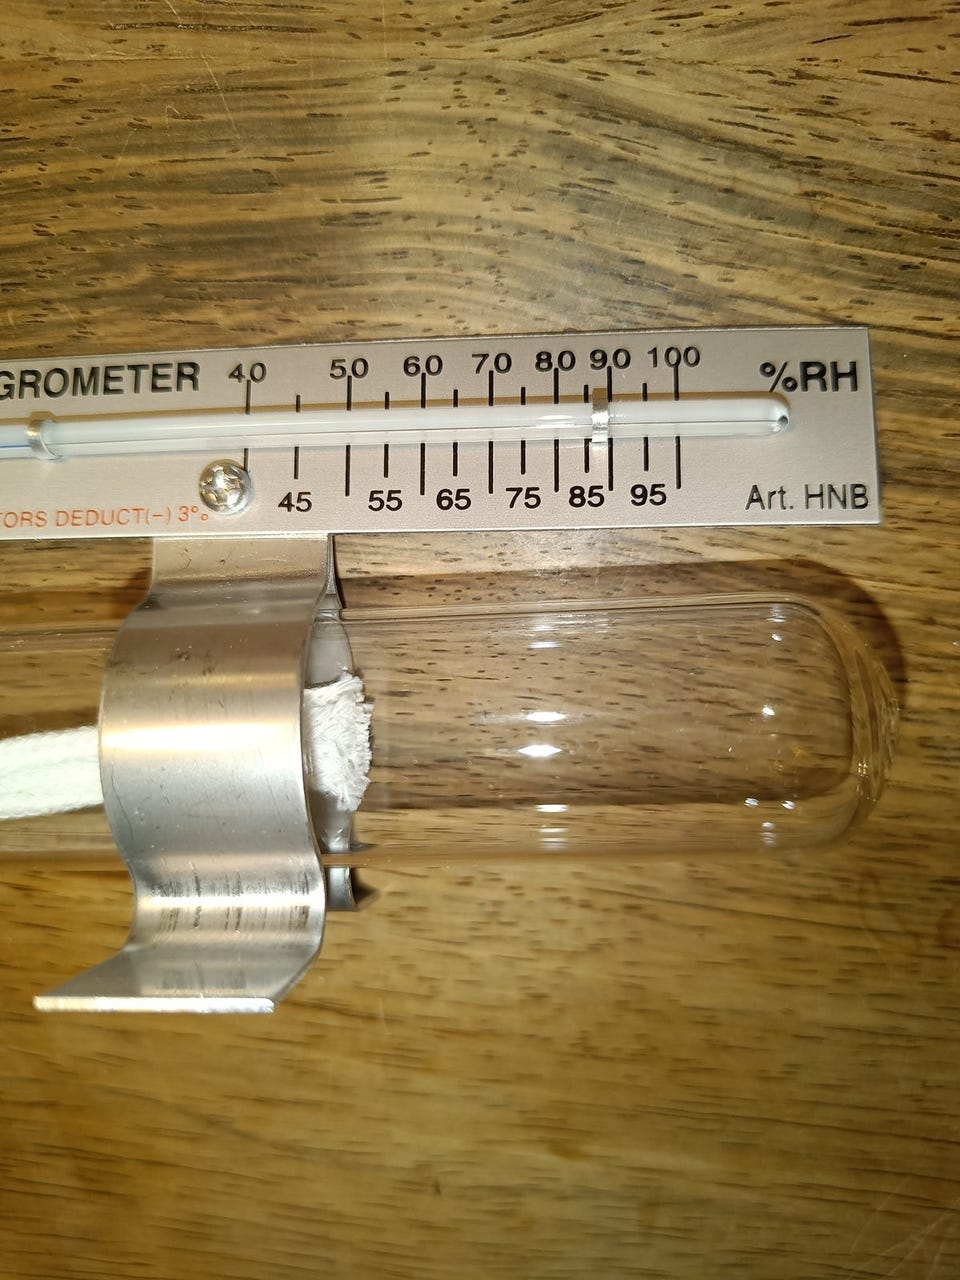 GROMETER 40 50 60 70 80 90 100 %RH
45 55 65 75 85 95 Art. HNB
TORS DEDUCT(-) 3°